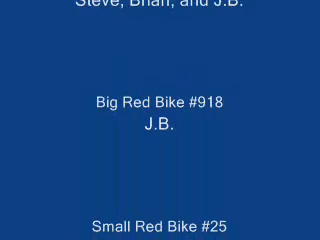 Steve, Brian, and J.B.
Big Red Bike #918
J.B.
Small Red Bike #25